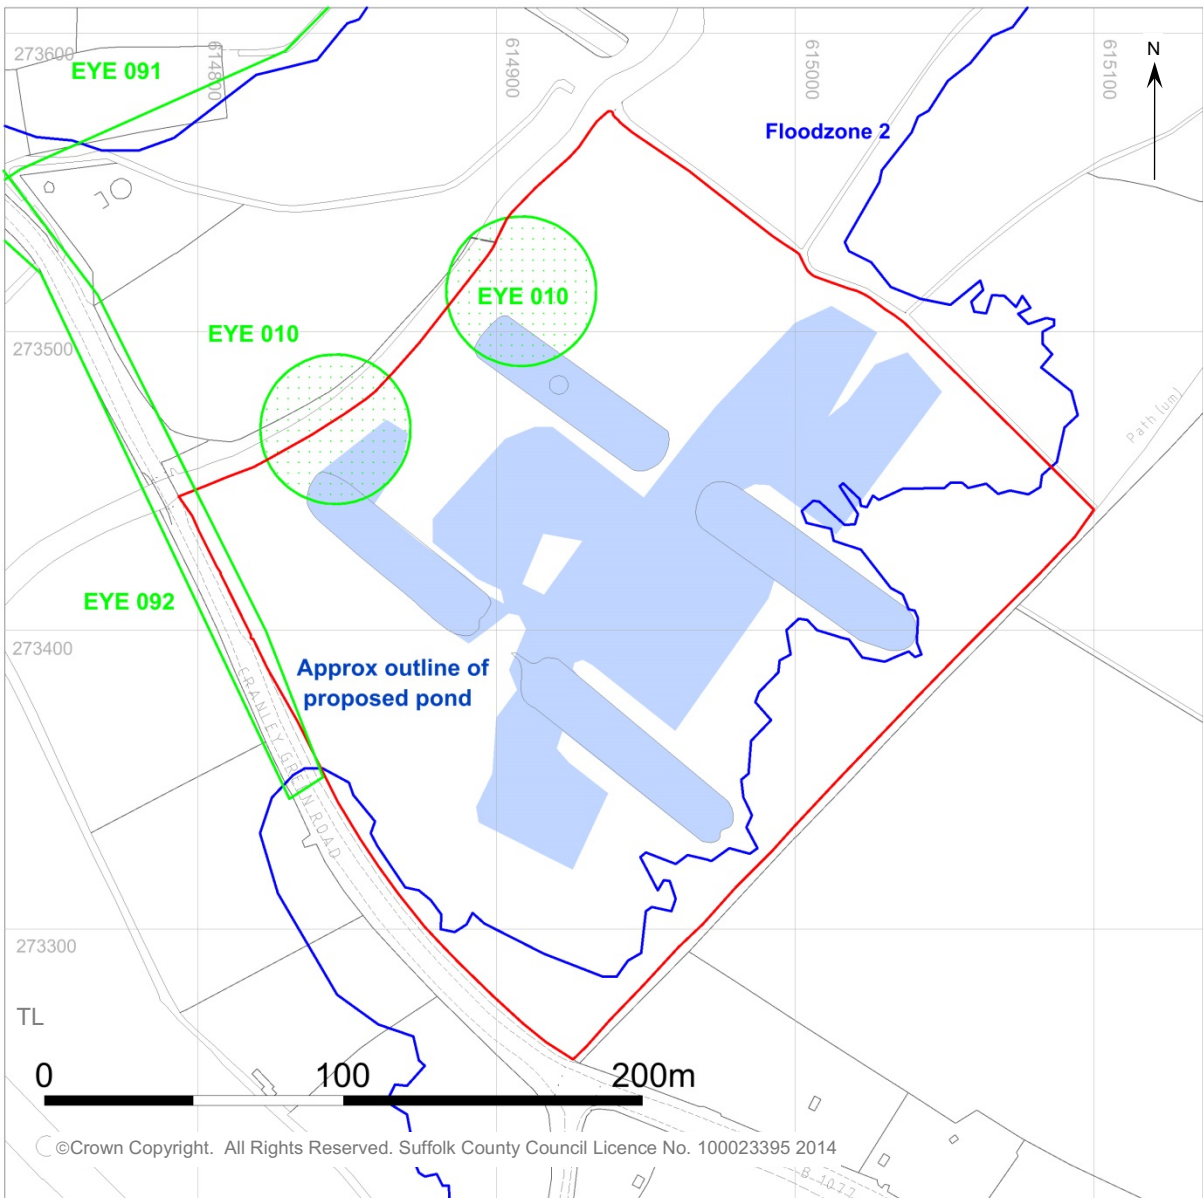 273600
614800
614900
615000
615100
N
EYE 091
Floodzone 2
EYE 010
EYE 010
273500
Path (um)
EYE 092
273400
Approx outline of
proposed pond
CRANLEY GREEN ROAD
273300
TL
0 100 200m
©Crown Copyright. All Rights Reserved. Suffolk County Council Licence No. 100023395 2014
B 1077